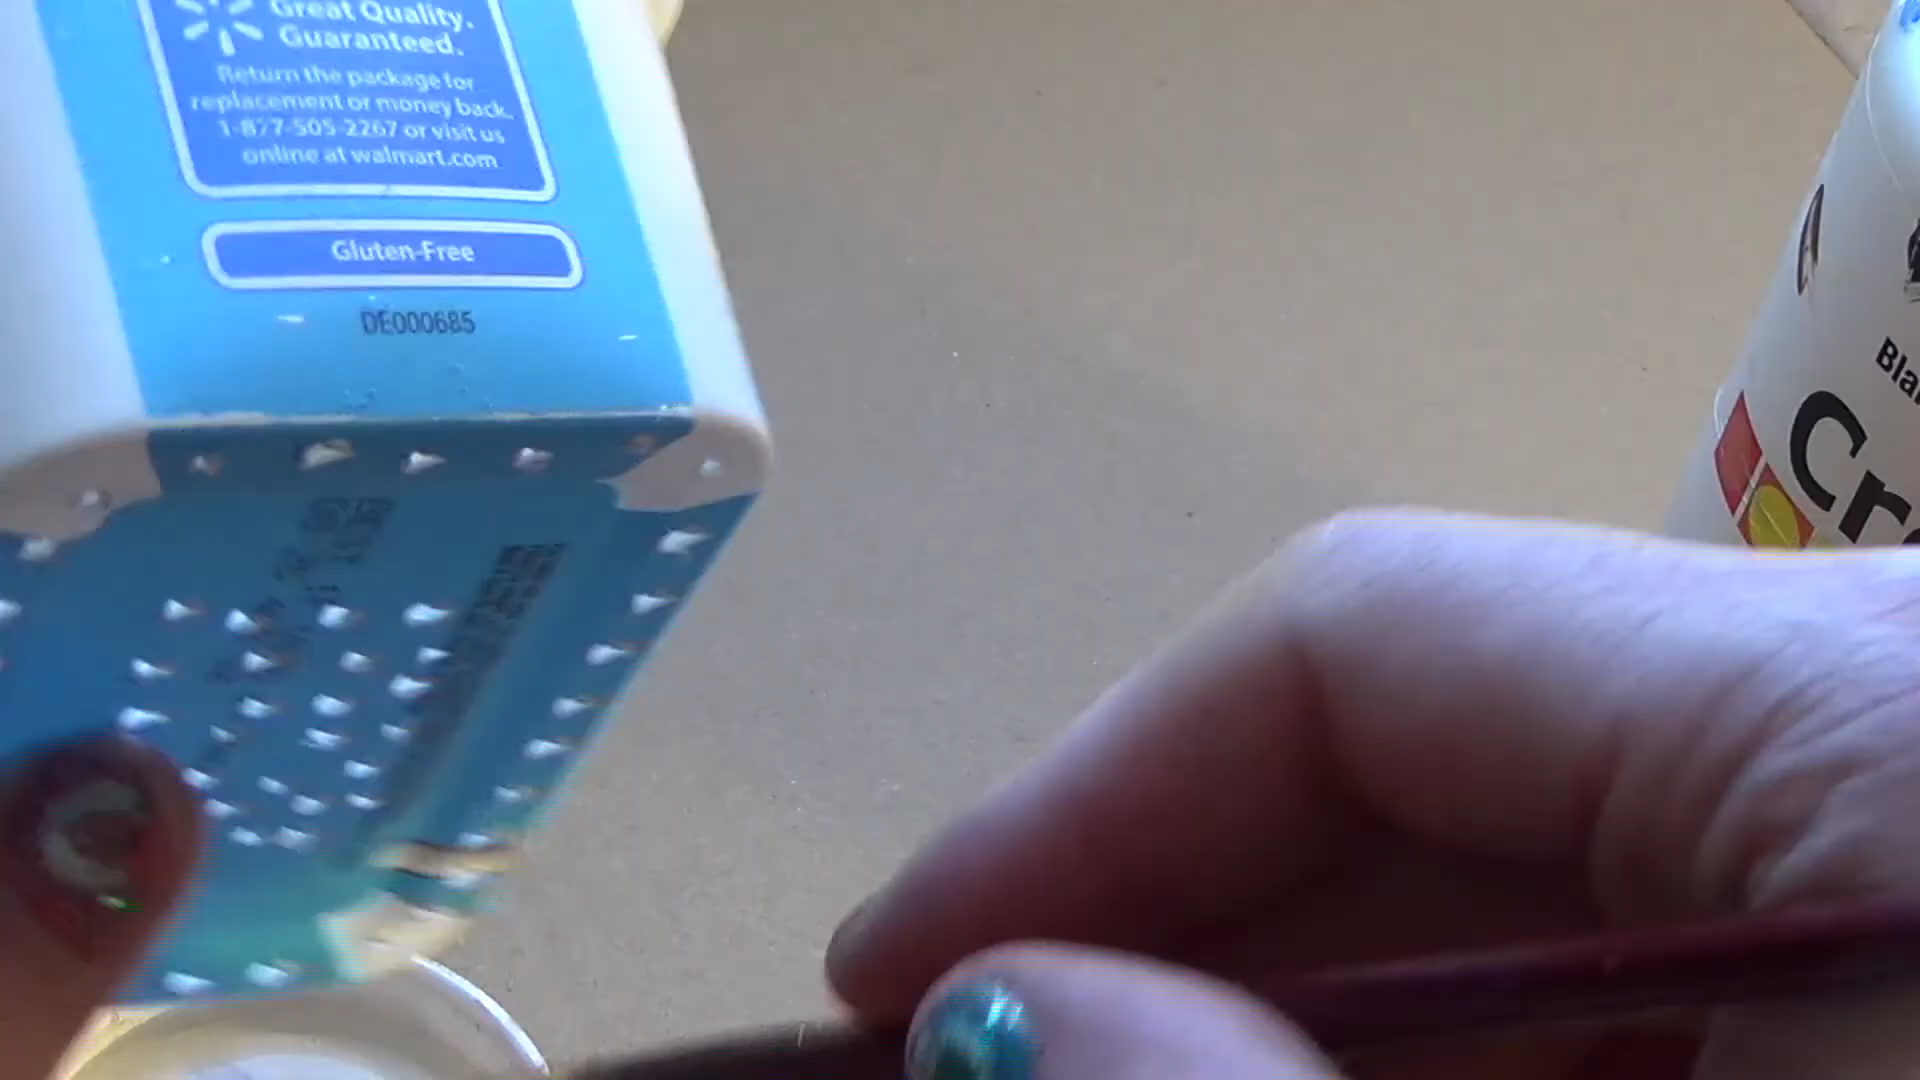 Great Quality.
Guaranteed.
Return the package for
replacement or money back.
1-877-505-2267 or visit us
online at walmart.com
Gluten-Free
DE000685
Bla
Cr